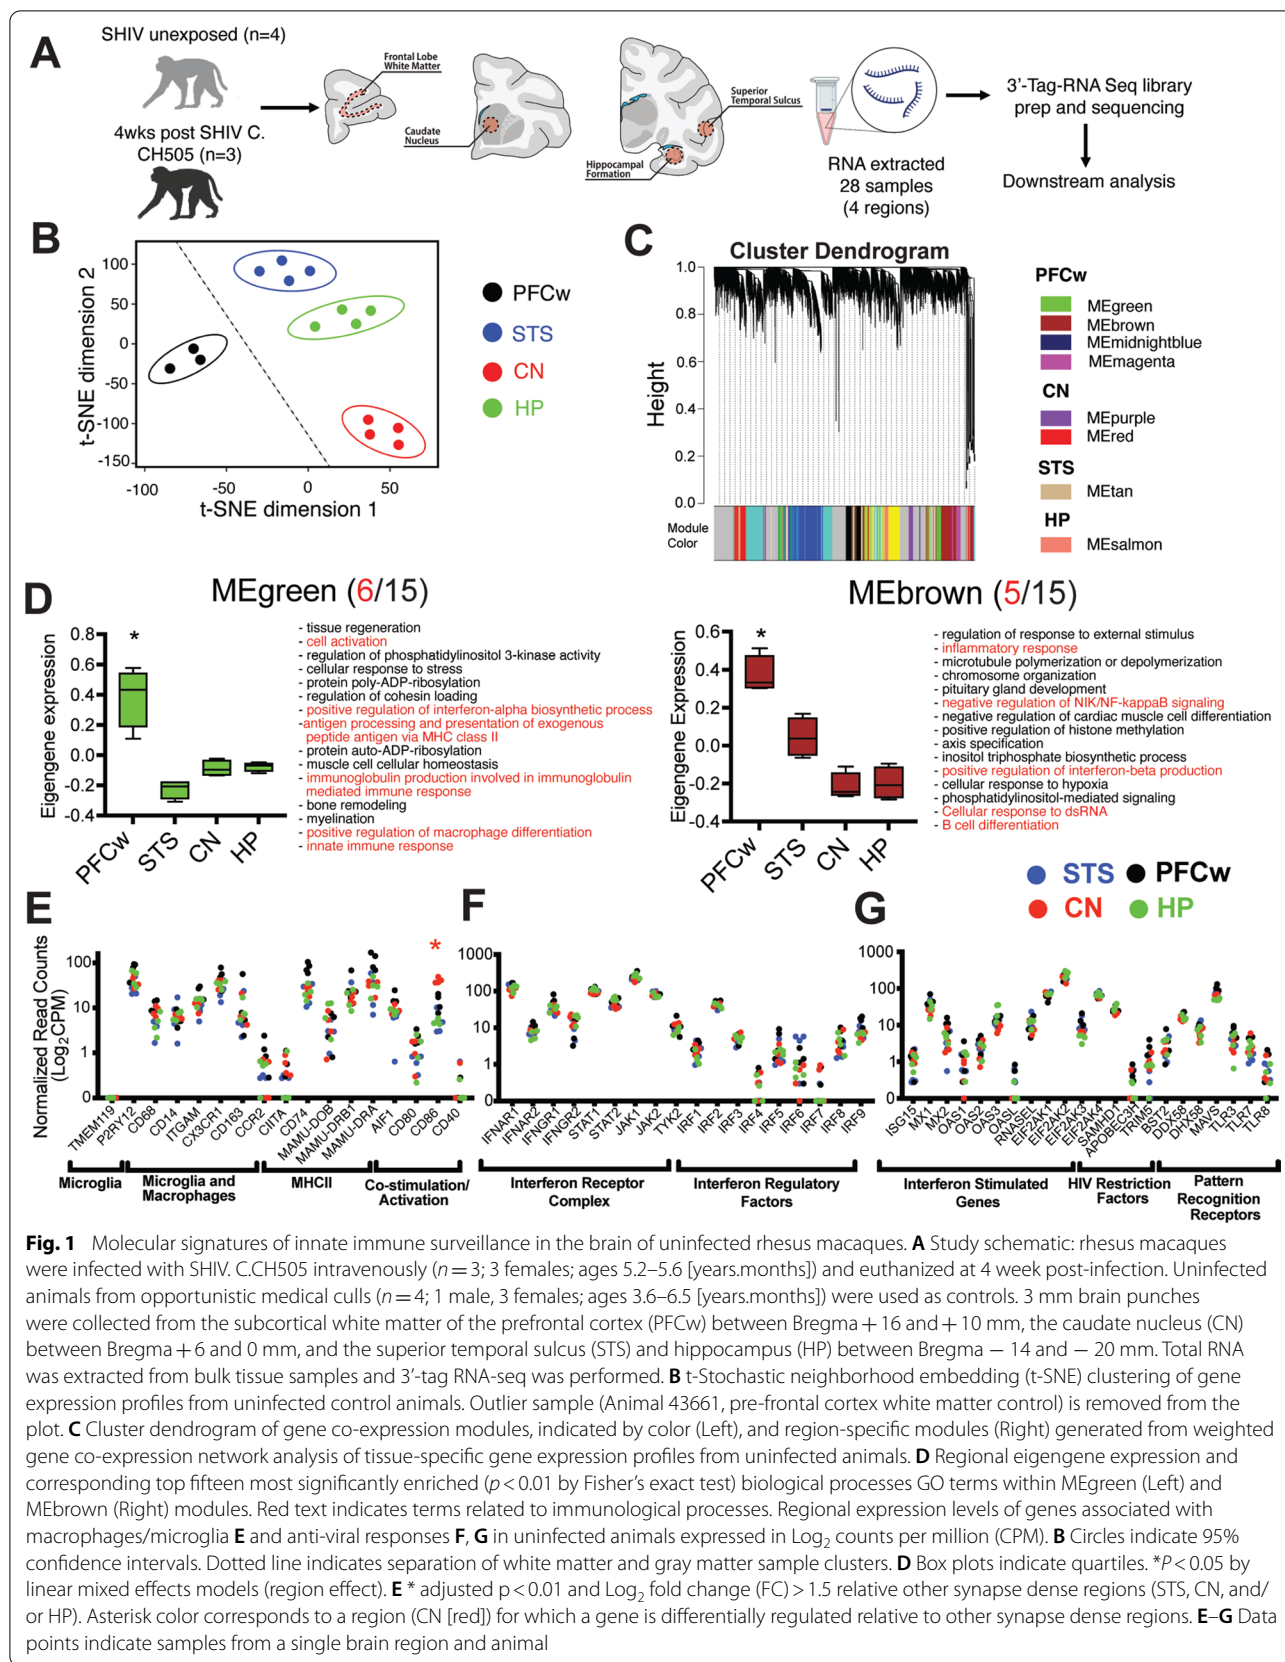 A
SHIV unexposed (n=4)
4wks post SHIV C.
CH505 (n=3)
Frontal Lobe
White Matter
Caudate
Nucleus
Superior
Temporal Sulcus
Hippocampal
Formation
RNA extracted
28 samples
(4 regions)
3’-Tag-RNA Seq library
prep and sequencing
Downstream analysis
B
t-SNE dimension 2
100
50
0
-50
-100
-150
-100
-50
0
50
t-SNE dimension 1
PFCw
STS
CN
HP
C
Cluster Dendrogram
Height
1.0
0.8
0.6
0.4
0.2
0.0
Module
Color
PFCw
MEgreen
MEbrown
MEmidnightblue
MEmagenta
CN
MEpurple
MEred
STS
MEtan
HP
MEsalmon
D
MEgreen (6/15)
Eigengene expression
0.8
0.6
0.4
0.2
0.0
-0.2
-0.4
*
PFCw
STS
CN
HP
- tissue regeneration
- cell activation
- regulation of phosphatidylinositol 3-kinase activity
- cellular response to stress
- protein poly-ADP-ribosylation
- regulation of cohesin loading
- positive regulation of interferon-alpha biosynthetic process
-antigen processing and presentation of exogenous
peptide antigen via MHC class II
- protein auto-ADP-ribosylation
- muscle cell cellular homeostasis
- immunoglobulin production involved in immunoglobulin
mediated immune response
- bone remodeling
- myelination
- positive regulation of macrophage differentiation
- innate immune response
MEbrown (5/15)
Eigengene Expression
0.6
0.4
0.2
0.0
-0.2
-0.4
*
PFCw
STS
CN
HP
- regulation of response to external stimulus
- inflammatory response
- microtubule polymerization or depolymerization
- chromosome organization
- pituitary gland development
- negative regulation of NIK/NF-kappaB signaling
- negative regulation of cardiac muscle cell differentiation
- positive regulation of histone methylation
- axis specification
- inositol triphosphate biosynthetic process
- positive regulation of interferon-beta production
- cellular response to hypoxia
- phosphatidylinositol-mediated signaling
- Cellular response to dsRNA
- B cell differentiation
STS
PFCw
CN
HP
E
Normalized Read Counts
(Log2CPM)
100
10
1
0
*
TMEM119
P2RY12
CD68
CD14
ITGAM
CX3CR1
CD163
CCR2
CIITA
CD74
MAMU-DOB
MAMU-DRB1
MAMU-DRA
AIF1
CD80
CD86
CD40
Microglia
Microglia and
Macrophages
MHCII
Co-stimulation/
Activation
F
1000
100
10
1
0
IFNAR1
IFNAR2
IFNGR1
IFNGR2
STAT1
STAT2
JAK1
JAK2
TYK2
IRF1
IRF2
IRF3
IRF4
IRF5
IRF6
IRF7
IRF8
IRF9
Interferon Receptor
Complex
Interferon Regulatory
Factors
G
1000
100
10
1
0
ISG15
MX1
MX2
OAS1
OAS2
OAS3
OASL
RNASEL
EIF2AK1
EIF2AK2
EIF2AK3
EIF2AK4
SAMHD1
APOBEC3H
TRIM5
BST2
DDX58
DHX58
MAVS
TLR3
TLR7
TLR8
Interferon Stimulated
Genes
HIV Restriction
Factors
Pattern
Recognition
Receptors
Fig. 1 Molecular signatures of innate immune surveillance in the brain of uninfected rhesus macaques. A Study schematic: rhesus macaques
were infected with SHIV. C.CH505 intravenously (n = 3; 3 females; ages 5.2–5.6 [years.months]) and euthanized at 4 week post-infection. Uninfected
animals from opportunistic medical culls (n = 4; 1 male, 3 females; ages 3.6–6.5 [years.months]) were used as controls. 3 mm brain punches
were collected from the subcortical white matter of the prefrontal cortex (PFCw) between Bregma + 16 and + 10 mm, the caudate nucleus (CN)
between Bregma + 6 and 0 mm, and the superior temporal sulcus (STS) and hippocampus (HP) between Bregma − 14 and − 20 mm. Total RNA
was extracted from bulk tissue samples and 3’-tag RNA-seq was performed. B t-Stochastic neighborhood embedding (t-SNE) clustering of gene
expression profiles from uninfected control animals. Outlier sample (Animal 43661, pre-frontal cortex white matter control) is removed from the
plot. C Cluster dendrogram of gene co-expression modules, indicated by color (Left), and region-specific modules (Right) generated from weighted
gene co-expression network analysis of tissue-specific gene expression profiles from uninfected animals. D Regional eigengene expression and
corresponding top fifteen most significantly enriched (p < 0.01 by Fisher’s exact test) biological processes GO terms within MEgreen (Left) and
MEbrown (Right) modules. Red text indicates terms related to immunological processes. Regional expression levels of genes associated with
macrophages/microglia E and anti-viral responses F, G in uninfected animals expressed in Log2 counts per million (CPM). B Circles indicate 95%
confidence intervals. Dotted line indicates separation of white matter and gray matter sample clusters. D Box plots indicate quartiles. *P < 0.05 by
linear mixed effects models (region effect). E * adjusted p < 0.01 and Log2 fold change (FC) > 1.5 relative other synapse dense regions (STS, CN, and/
or HP). Asterisk color corresponds to a region (CN [red]) for which a gene is differentially regulated relative to other synapse dense regions. E–G Data
points indicate samples from a single brain region and animal